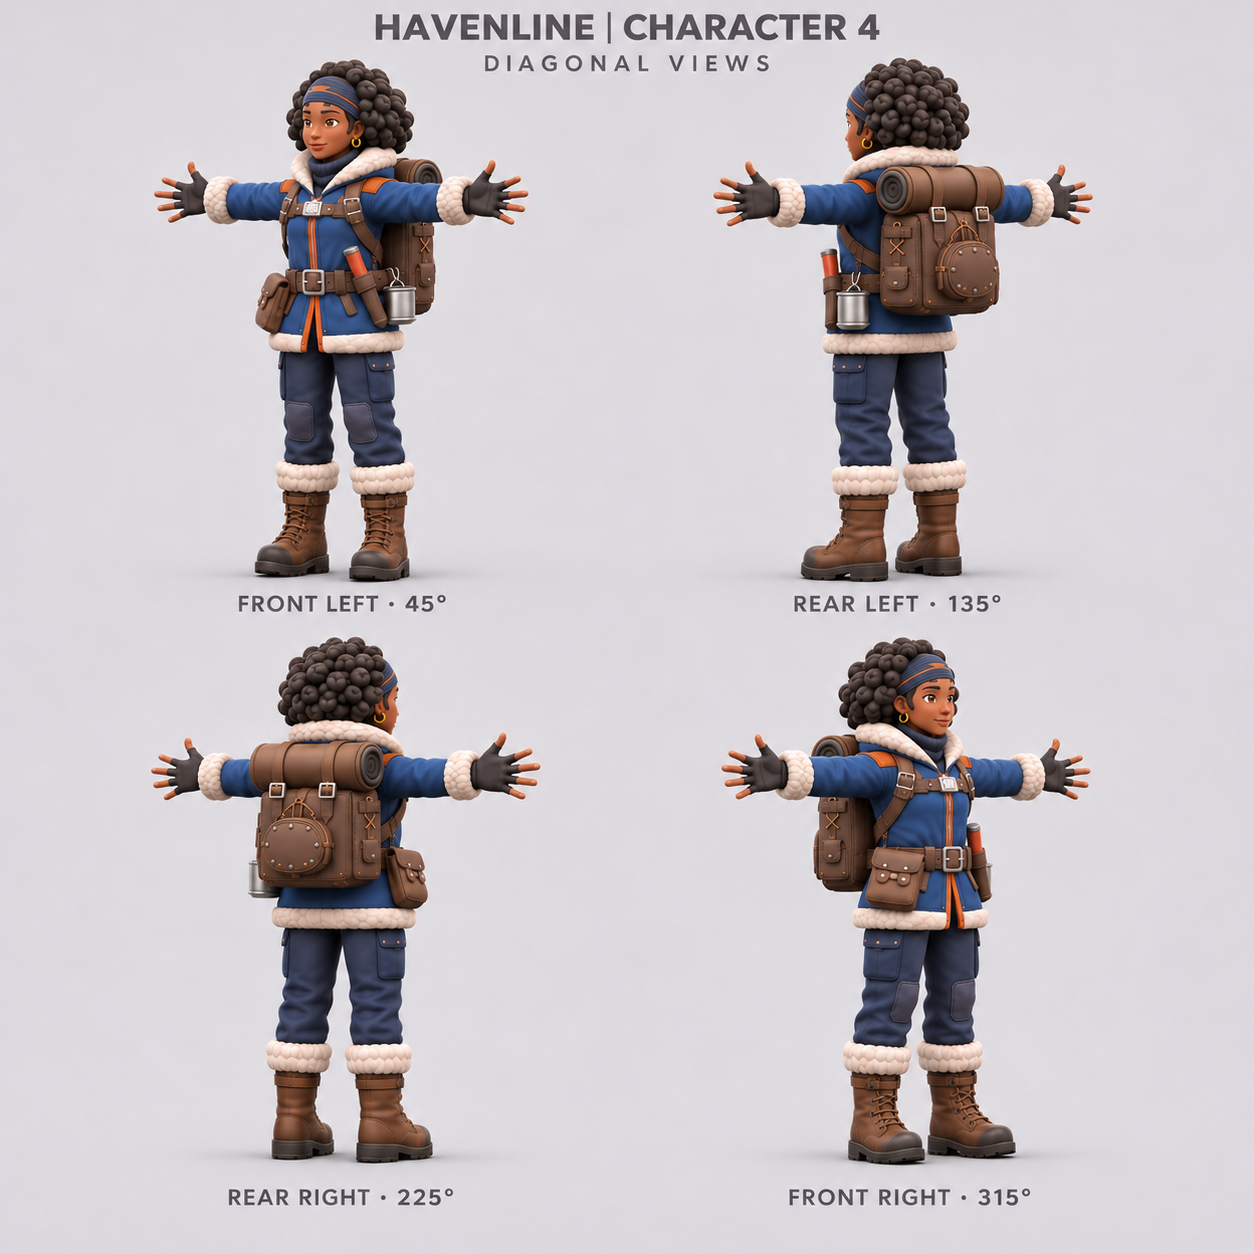 HAVENLINE | CHARACTER 4
DIAGONAL VIEWS
FRONT LEFT • 45°
REAR LEFT • 135°
REAR RIGHT • 225°
FRONT RIGHT • 315°